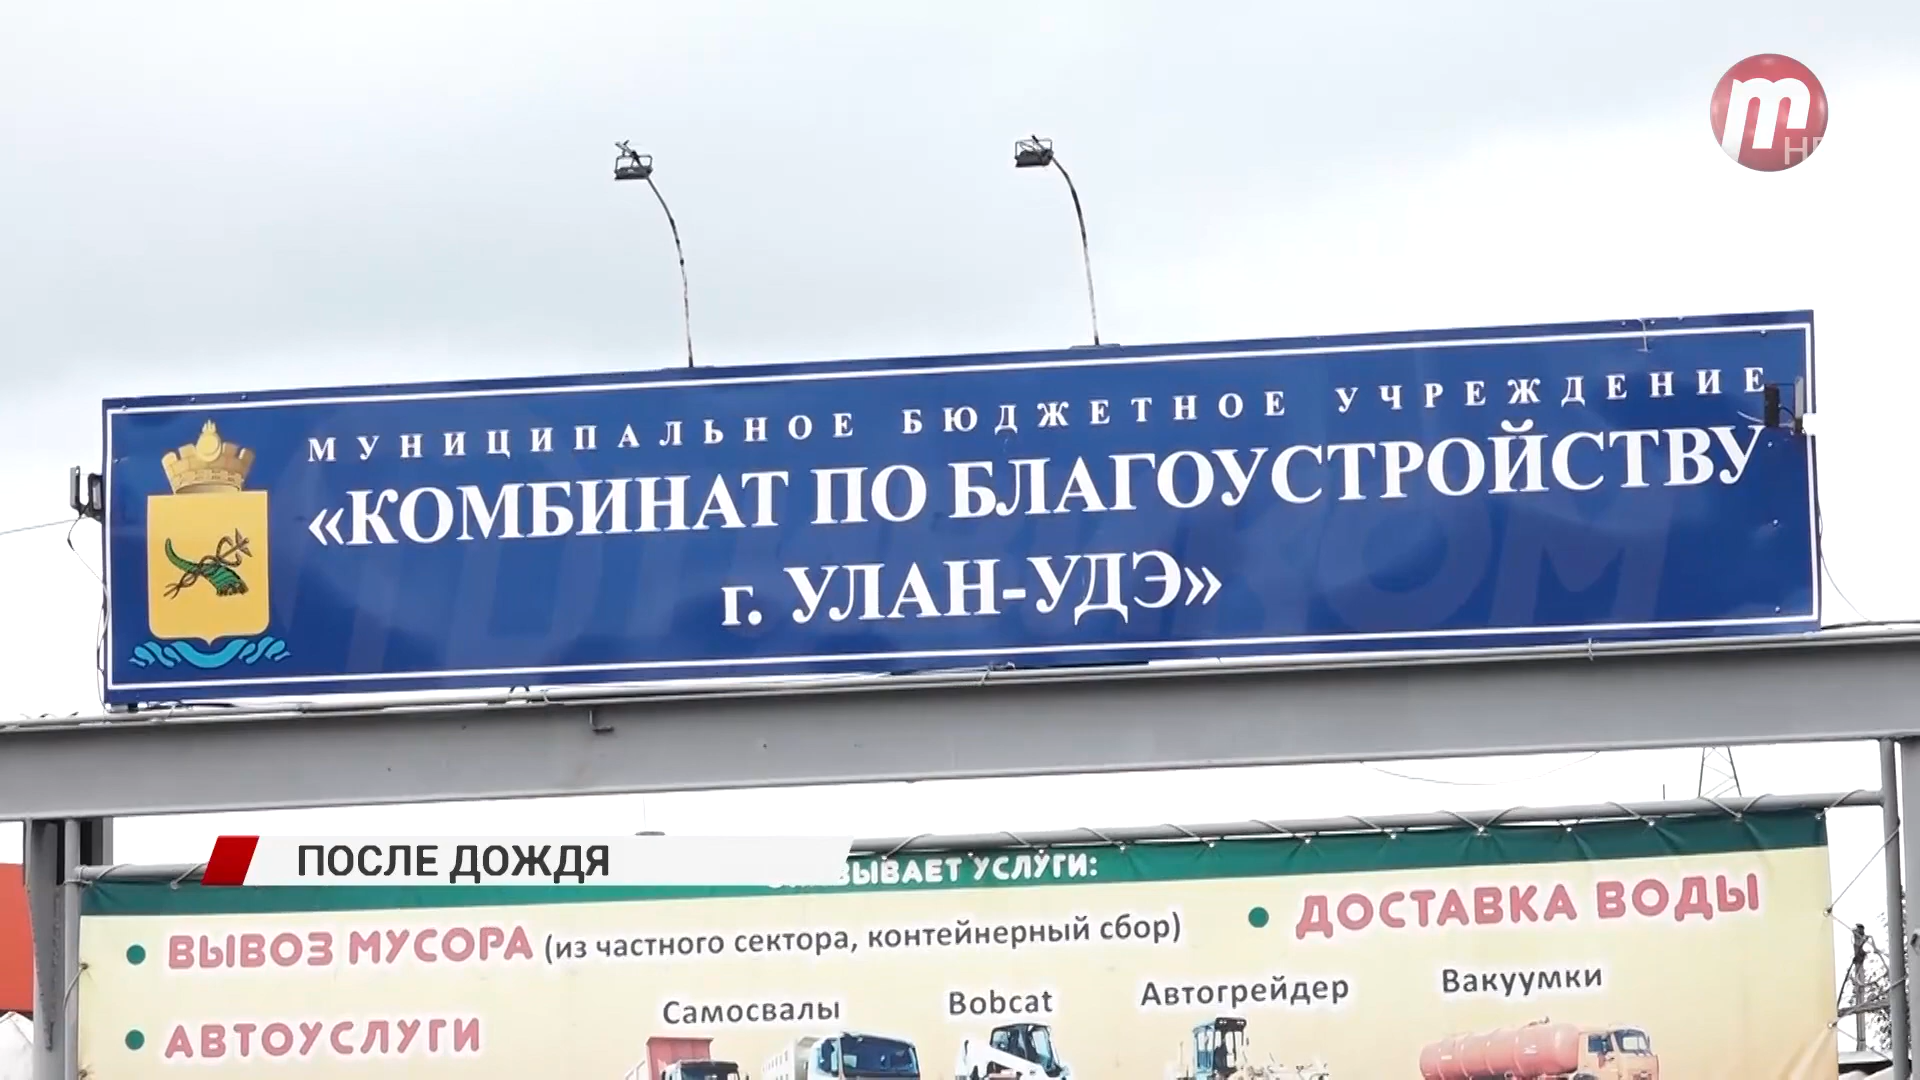 МУНИЦИПАЛЬНОЕ БЮДЖЕТНОЕ УЧРЕЖДЕНИЕ
«КОМБИНАТ ПО БЛАГОУСТРОЙСТВУ
г. УЛАН-УДЭ»
ПОСЛЕ ДОЖДЯ
УСЛУГИ:
• ВЫВОЗ МУСОРА (из частного сектора, контейнерный сбор)
• ДОСТАВКА ВОДЫ
• АВТОУСЛУГИ
Самосвалы
Bobcat
Автогрейдер
Вакуумки